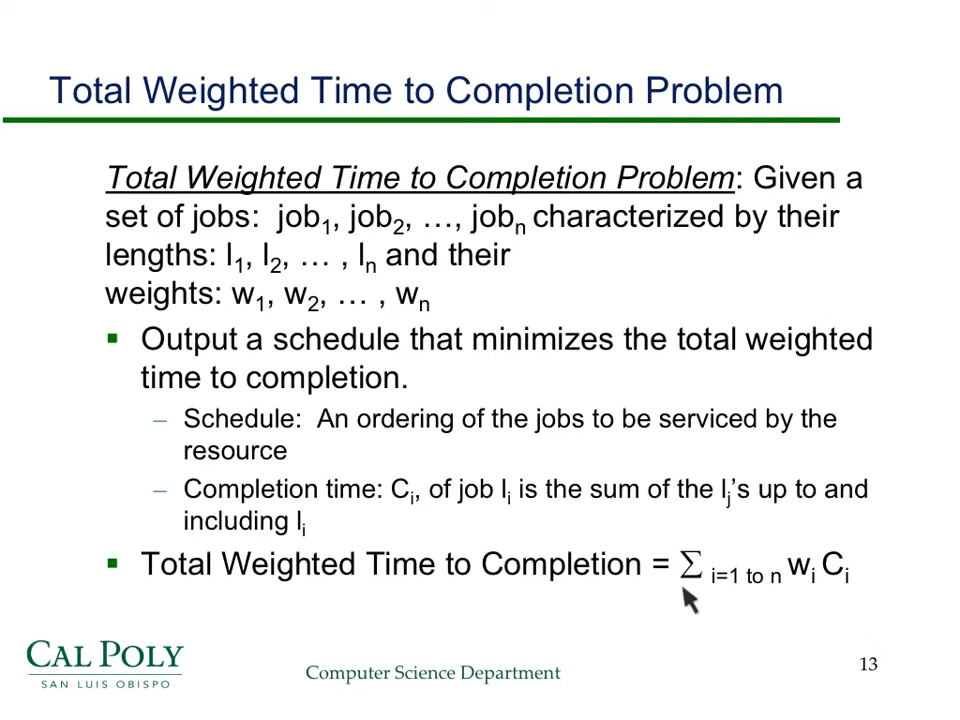 Total Weighted Time to Completion Problem
Total Weighted Time to Completion Problem: Given a
set of jobs: job1, job2, …, jobn characterized by their
lengths: l1, l2, … , ln and their
weights: w1, w2, … , wn
▪ Output a schedule that minimizes the total weighted
time to completion.
– Schedule: An ordering of the jobs to be serviced by the
resource
– Completion time: Ci, of job li is the sum of the lj’s up to and
including li
▪ Total Weighted Time to Completion = ∑ i=1 to n wi Ci
CAL POLY
SAN LUIS OBISPO
Computer Science Department
13